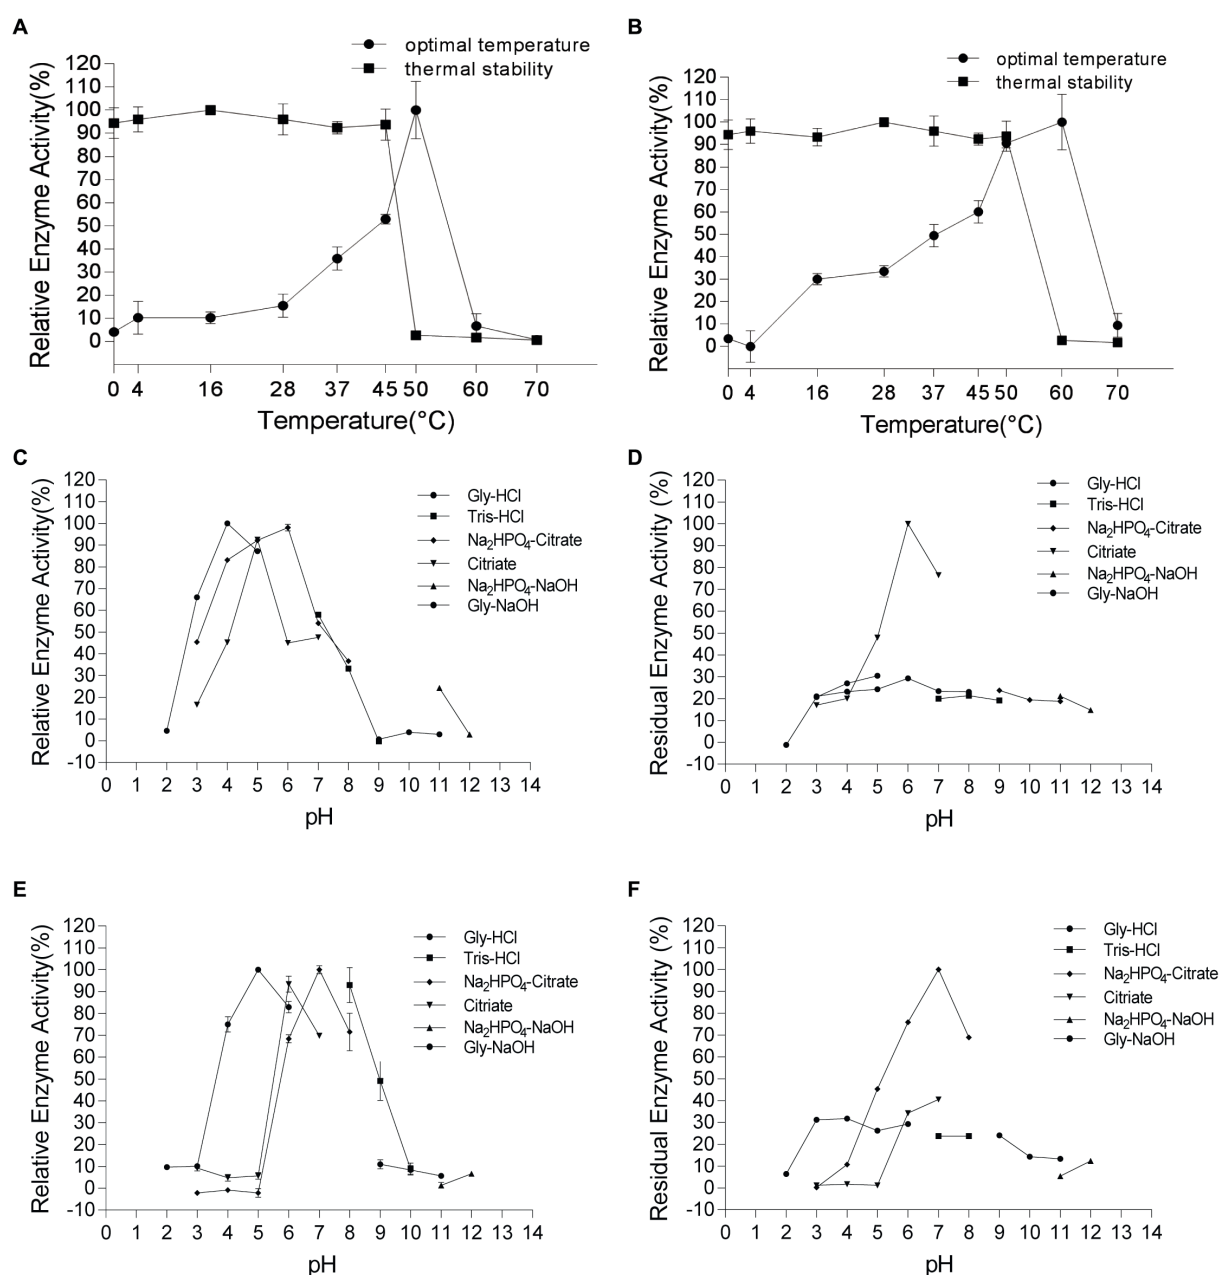 A
optimal temperature
thermal stability
Relative Enzyme Activity(%)
120
110
100
90
80
70
60
50
40
30
20
10
0
0 4 16 28 37 45 50 60 70
Temperature(°C)
B
optimal temperature
thermal stability
Relative Enzyme Activity(%)
120
110
100
90
80
70
60
50
40
30
20
10
0
0 4 16 28 37 45 50 60 70
Temperature(°C)
C
Gly-HCl
Tris-HCl
Na2HPO4-Citrate
Citriate
Na2HPO4-NaOH
Gly-NaOH
Relative Enzyme Activity(%)
120
110
100
90
80
70
60
50
40
30
20
10
0
-10
0 1 2 3 4 5 6 7 8 9 10 11 12 13 14
pH
D
Gly-HCl
Tris-HCl
Na2HPO4-Citrate
Citriate
Na2HPO4-NaOH
Gly-NaOH
Residual Enzyme Activity (%)
120
110
100
90
80
70
60
50
40
30
20
10
0
-10
0 1 2 3 4 5 6 7 8 9 10 11 12 13 14
pH
E
Gly-HCl
Tris-HCl
Na2HPO4-Citrate
Citriate
Na2HPO4-NaOH
Gly-NaOH
Relative Enzyme Activity(%)
120
110
100
90
80
70
60
50
40
30
20
10
0
-10
0 1 2 3 4 5 6 7 8 9 10 11 12 13 14
pH
F
Gly-HCl
Tris-HCl
Na2HPO4-Citrate
Citriate
Na2HPO4-NaOH
Gly-NaOH
Residual Enzyme Activity (%)
120
110
100
90
80
70
60
50
40
30
20
10
0
-10
0 1 2 3 4 5 6 7 8 9 10 11 12 13 14
pH